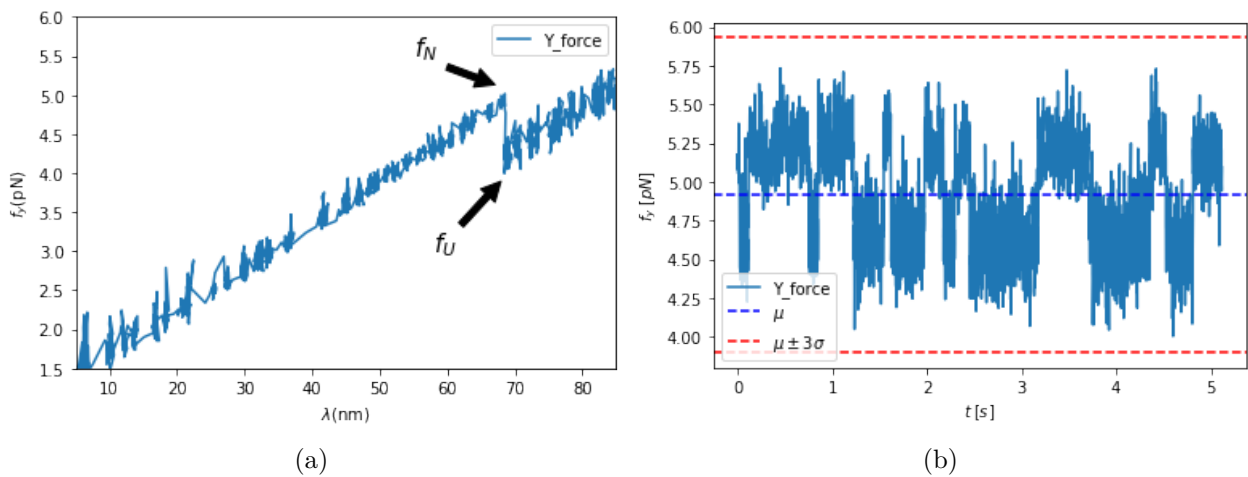 6.0
5.5
5.0
4.5
4.0
3.5
3.0
2.5
2.0
1.5
f_y(pN)
10 20 30 40 50 60 70 80
λ(nm)
Y_force
f_N
f_U
(a)
6.00
5.75
5.50
5.25
5.00
4.75
4.50
4.25
4.00
f_y [pN]
Y_force
μ
μ ± 3σ
0 1 2 3 4 5
t [s]
(b)